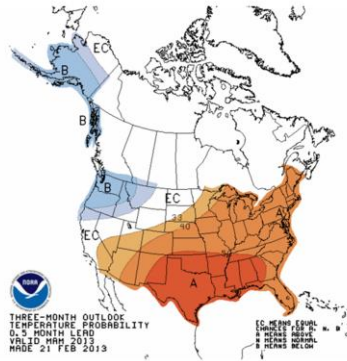 EC
B
B
B
EC
EC
33
40
A
A
NOAA
THREE-MONTH OUTLOOK
TEMPERATURE PROBABILITY
0.5 MONTH LEAD
VALID MAM 2013
MADE 21 FEB 2013
EC MEANS EQUAL
CHANCES FOR A, N, B
A MEANS ABOVE
N MEANS NORMAL
B MEANS BELOW